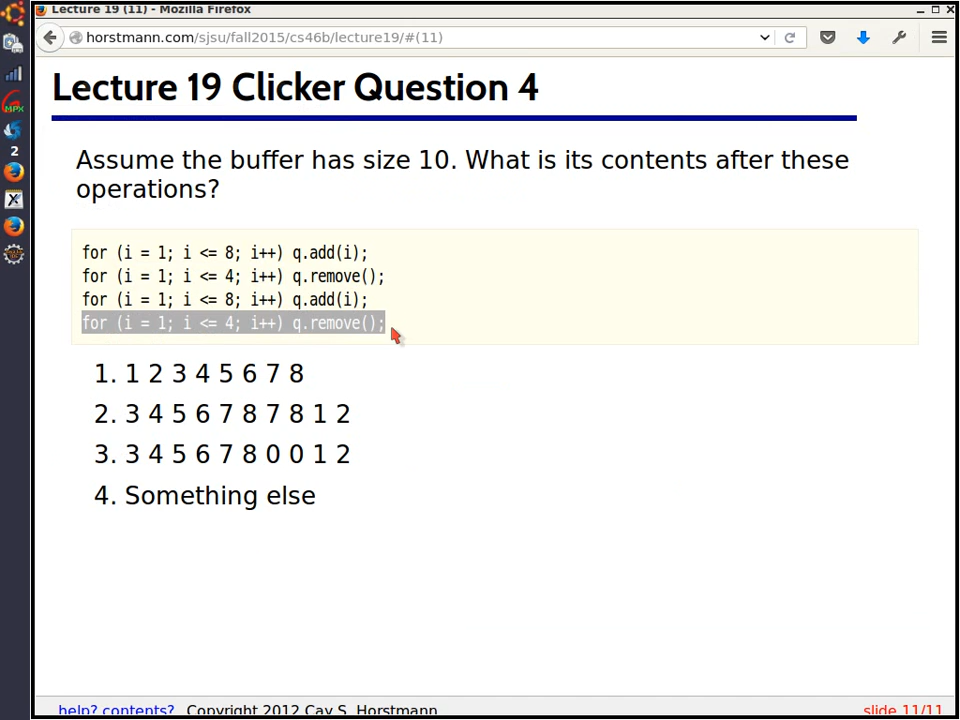 Lecture 19 (11) - Mozilla Firefox
horstmann.com/sjsu/fall2015/cs46b/lecture19/#(11)
MPX
2
Lecture 19 Clicker Question 4
Assume the buffer has size 10. What is its contents after these
operations?
for (i = 1; i <= 8; i++) q.add(i);
for (i = 1; i <= 4; i++) q.remove();
for (i = 1; i <= 8; i++) q.add(i);
for (i = 1; i <= 4; i++) q.remove();
1. 1 2 3 4 5 6 7 8
2. 3 4 5 6 7 8 7 8 1 2
3. 3 4 5 6 7 8 0 0 1 2
4. Something else
help? contents? Copyright 2012 Cay S. Horstmann slide 11/11